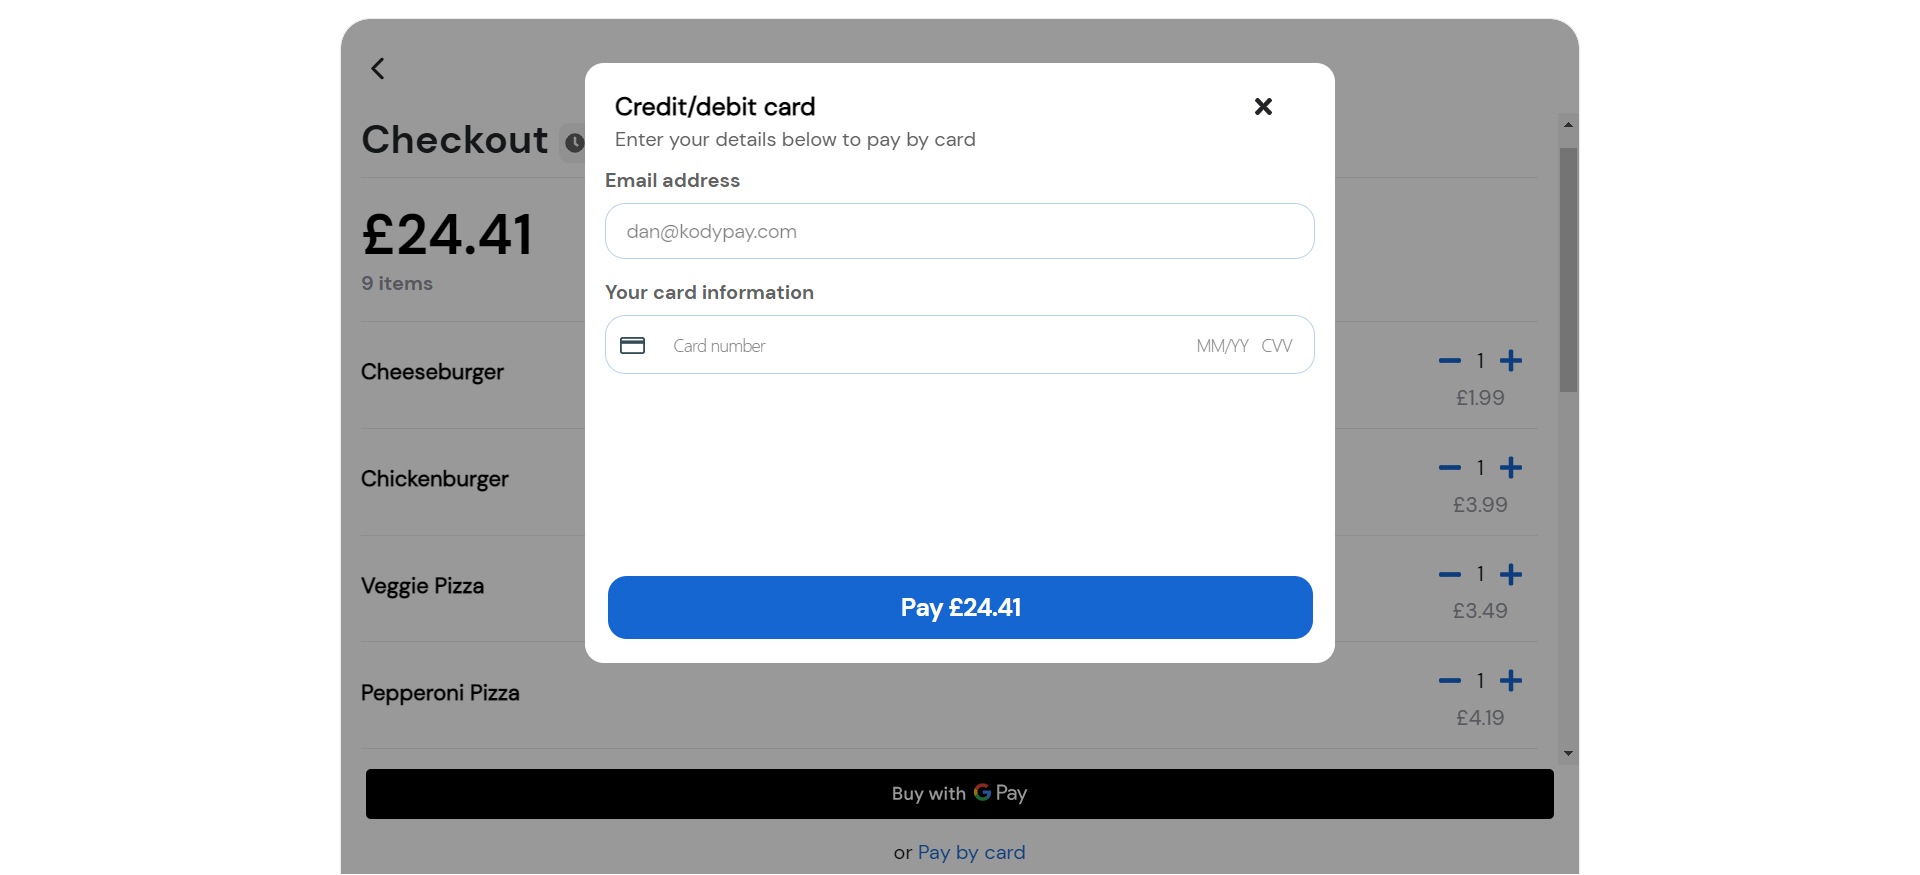 Checkout
£24.41
9 items
Credit/debit card
Enter your details below to pay by card
Email address
dan@kodypay.com
Your card information
Card number MM/YY CVV
Pay £24.41
Cheeseburger
1
£1.99
Chickenburger
1
£3.99
Veggie Pizza
1
£3.49
Pepperoni Pizza
1
£4.19
Buy with G Pay
or Pay by card